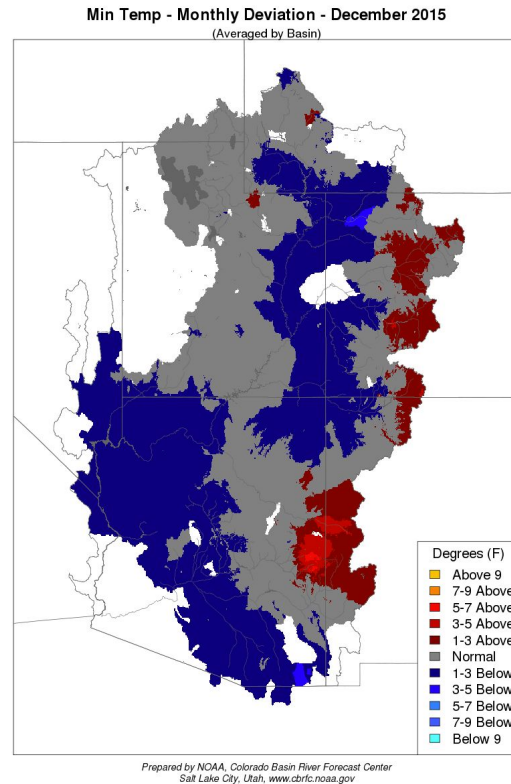 Min Temp - Monthly Deviation - December 2015
(Averaged by Basin)
Degrees (F)
Above 9
7-9 Above
5-7 Above
3-5 Above
1-3 Above
Normal
1-3 Below
3-5 Below
5-7 Below
7-9 Below
Below 9
Prepared by NOAA, Colorado Basin River Forecast Center
Salt Lake City, Utah, www.cbrfc.noaa.gov